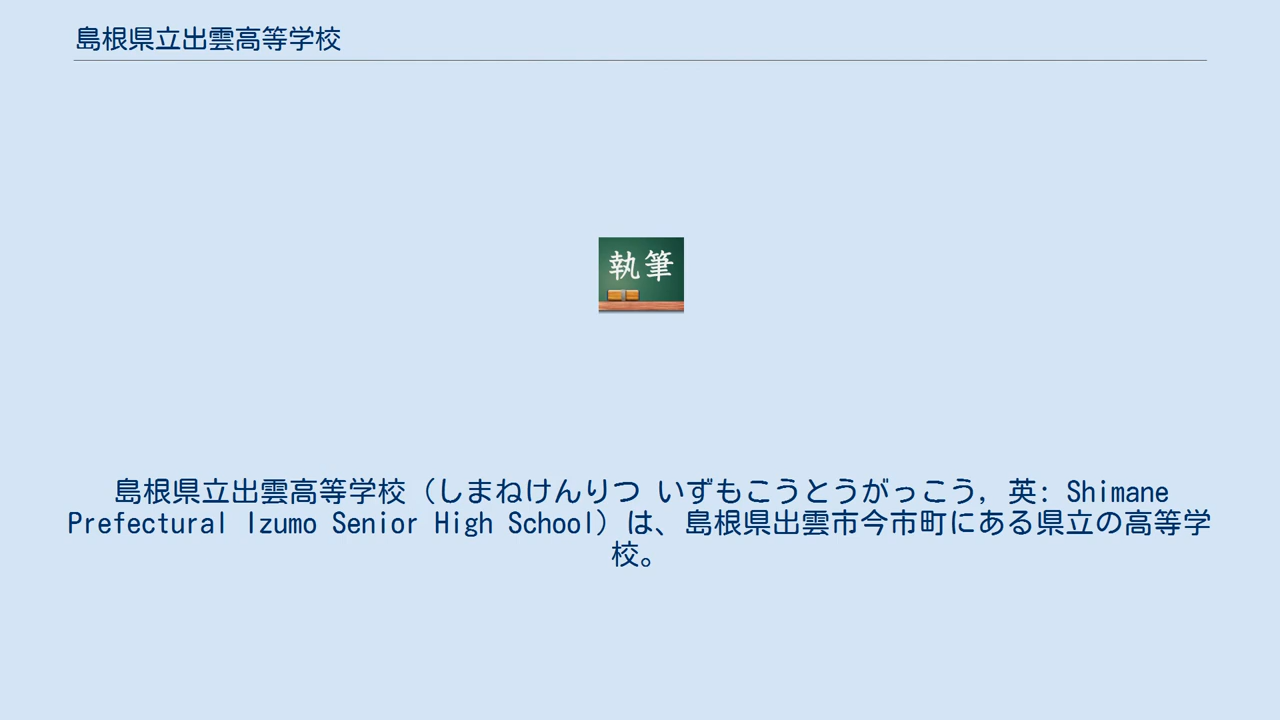 島根県立出雲高等学校
執筆
島根県立出雲高等学校（しまねけんりつ いずもこうとうがっこう, 英: Shimane
Prefectural Izumo Senior High School）は、島根県出雲市今市町にある県立の高等学
校。